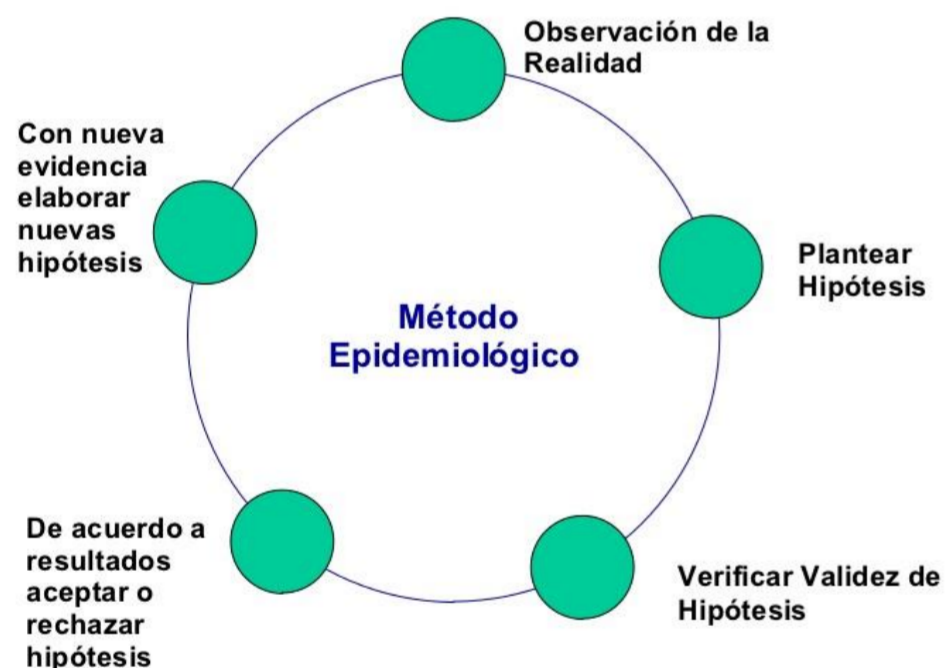 Observación de la
Realidad
Plantear
Hipótesis
Verificar Validez de
Hipótesis
De acuerdo a
resultados
aceptar o
rechazar
hipótesis
Con nueva
evidencia
elaborar
nuevas
hipótesis
Método
Epidemiológico